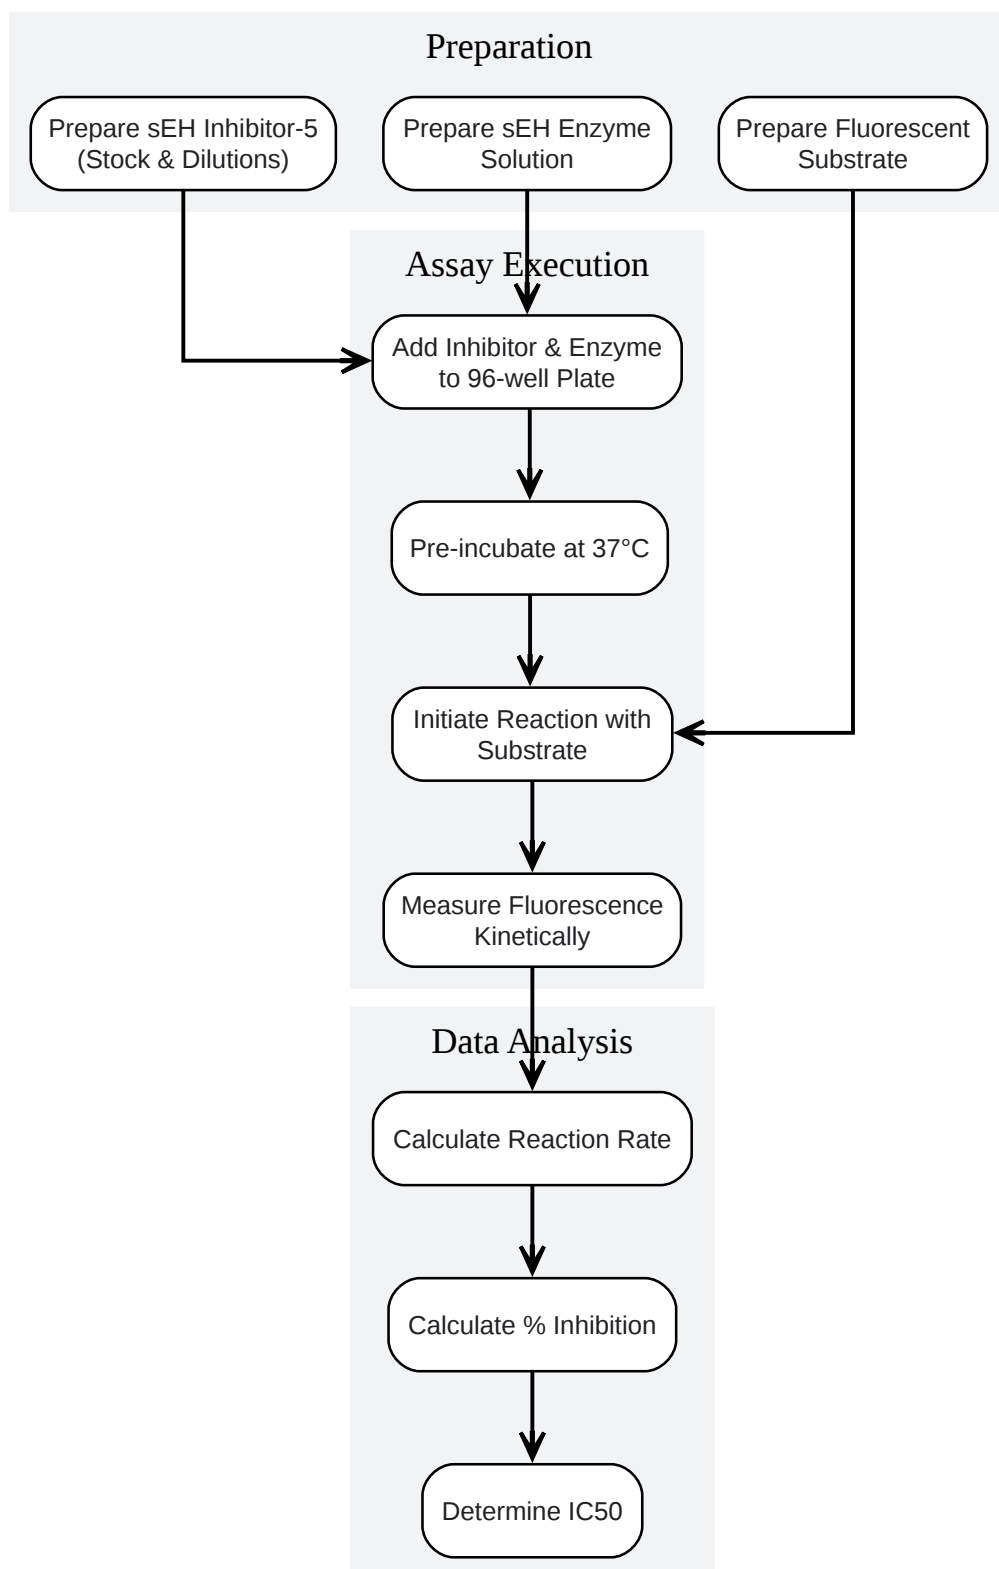 Preparation
Prepare sEH Inhibitor-5
(Stock & Dilutions)
Prepare sEH Enzyme
Solution
Prepare Fluorescent
Substrate
Assay Execution
Add Inhibitor & Enzyme
to 96-well Plate
Pre-incubate at 37°C
Initiate Reaction with
Substrate
Measure Fluorescence
Kinetically
Data Analysis
Calculate Reaction Rate
Calculate % Inhibition
Determine IC50